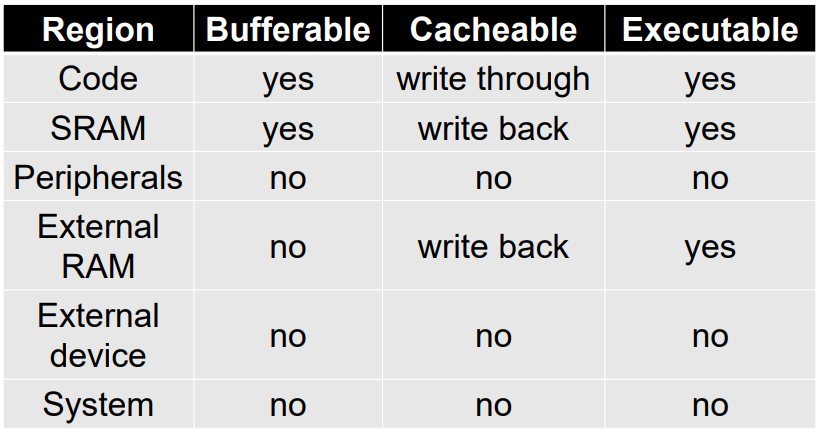 Region Bufferable Cacheable Executable
Code yes write through yes
SRAM yes write back yes
Peripherals no no no
External
RAM no write back yes
External
device no no no
System no no no